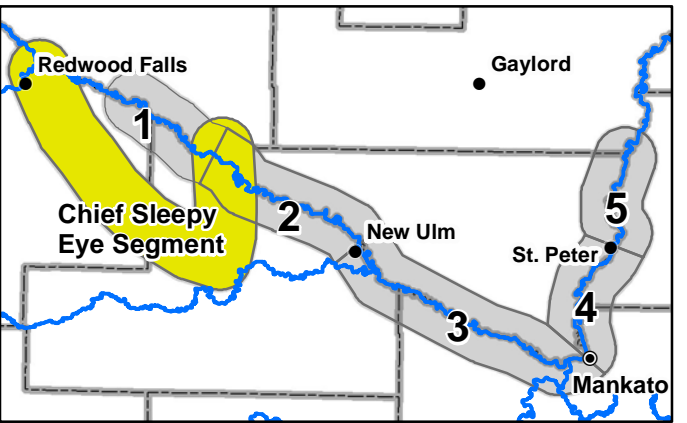 Redwood Falls
Gaylord
1
Chief Sleepy
Eye Segment
2
New Ulm
5
St. Peter
3
4
Mankato